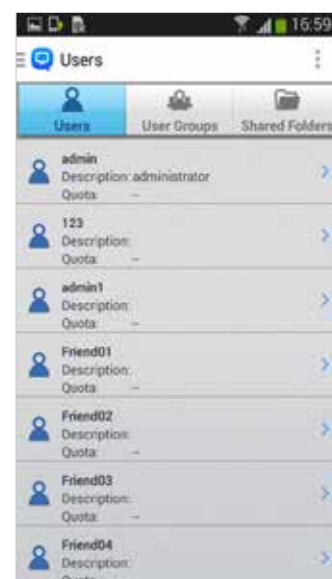 16:59
Users
Users User Groups Shared Folders
admin
Description: administrator
Quota: --
123
Description:
Quota: --
admin1
Description:
Quota: --
Friend01
Description:
Quota: --
Friend02
Description:
Quota: --
Friend03
Description:
Quota: --
Friend04
Description:
Quota: